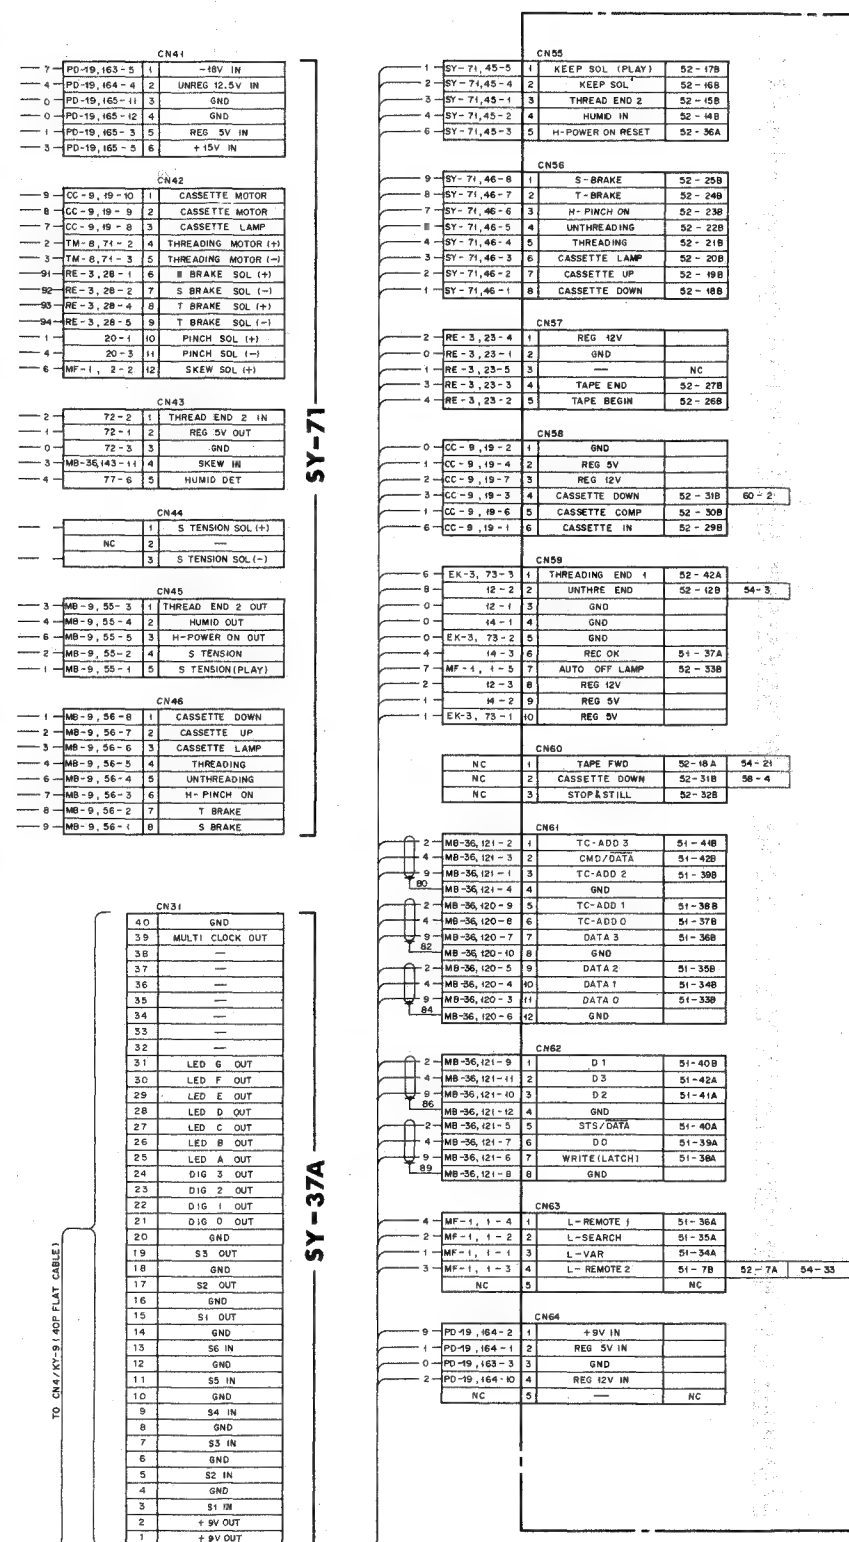 CN41
7 PD-19,163-5 1 -18V IN
4 PD-19,164-4 2 UNREG 12.5V IN
0 PD-19,165-11 3 GND
0 PD-19,165-12 4 GND
1 PD-19,165-3 5 REG 5V IN
3 PD-19,165-5 6 +15V IN
CN42
9 CC-9,19-10 1 CASSETTE MOTOR
8 CC-9,19-9 2 CASSETTE MOTOR
7 CC-9,19-8 3 CASSETTE LAMP
2 TM-8,71-2 4 THREADING MOTOR (+)
3 TM-8,71-3 5 THREADING MOTOR (-)
91 RE-3,28-1 6 BRAKE SOL (+)
92 RE-3,28-2 7 S BRAKE SOL (-)
93 RE-3,28-4 8 T BRAKE SOL (+)
94 RE-3,28-5 9 T BRAKE SOL (-)
1 20-1 10 PINCH SOL (+)
4 20-3 11 PINCH SOL (-)
6 MF-1, 2-2 12 SKEW SOL (+)
CN43
2 72-2 1 THREAD END 2 IN
1 72-1 2 REG 5V OUT
0 72-3 3 GND
3 MB-36,143-11 4 SKEW IN
4 77-6 5 HUMID DET
CN44
1 S TENSION SOL (+)
NC 2 —
3 S TENSION SOL (-)
CN45
3 MB-9, 55-3 1 THREAD END 2 OUT
4 MB-9, 55-4 2 HUMID OUT
6 MB-9, 55-5 3 H-POWER ON OUT
2 MB-9, 55-2 4 S TENSION
1 MB-9, 55-1 5 S TENSION(PLAY)
CN46
1 MB-9, 56-8 1 CASSETTE DOWN
2 MB-9, 56-7 2 CASSETTE UP
3 MB-9, 56-6 3 CASSETTE LAMP
4 MB-9, 56-5 4 THREADING
6 MB-9, 56-4 5 UNTHREADING
7 MB-9, 56-3 6 H-PINCH ON
8 MB-9, 56-2 7 T BRAKE
9 MB-9, 56-1 8 S BRAKE
SY-71
CN31
40 GND
39 MULTI CLOCK OUT
38 —
37 —
36 —
35 —
34 —
33 —
32 —
31 LED G OUT
30 LED F OUT
29 LED E OUT
28 LED D OUT
27 LED C OUT
26 LED B OUT
25 LED A OUT
24 DIG 3 OUT
23 DIG 2 OUT
22 DIG 1 OUT
21 DIG 0 OUT
20 GND
19 S3 OUT
18 GND
17 S2 OUT
16 GND
15 S1 OUT
14 GND
13 S6 IN
12 GND
11 S5 IN
10 GND
9 S4 IN
8 GND
7 S3 IN
6 GND
5 S2 IN
4 GND
3 S1 IN
2 +9V OUT
1 +9V OUT
SY-37A
TO CN4/KY-9 (40P FLAT CABLE)
CN55
1 SY-71,45-5 1 KEEP SOL (PLAY) 52-17B
2 SY-71,45-4 2 KEEP SOL 52-16B
3 SY-71,45-1 3 THREAD END 2 52-15B
4 SY-71,45-2 4 HUMID IN 52-14B
6 SY-71,45-3 5 H-POWER ON RESET 52-36A
CN56
9 SY-71,46-8 1 S-BRAKE 52-25B
8 SY-71,46-7 2 T-BRAKE 52-24B
7 SY-71,46-6 3 H-PINCH ON 52-23B
SY-71,46-5 4 UNTHREADING 52-22B
4 SY-71,46-4 5 THREADING 52-21B
3 SY-71,46-3 6 CASSETTE LAMP 52-20B
2 SY-71,46-2 7 CASSETTE UP 52-19B
1 SY-71,46-1 8 CASSETTE DOWN 52-18B
CN57
2 RE-3,23-4 1 REG 12V
0 RE-3,23-1 2 GND
1 RE-3,23-5 3 — NC
3 RE-3,23-3 4 TAPE END 52-27B
4 RE-3,23-2 5 TAPE BEGIN 52-26B
CN58
0 CC-9,19-2 1 GND
1 CC-9,19-4 2 REG 5V
2 CC-9,19-7 3 REG 12V
3 CC-9,19-3 4 CASSETTE DOWN 52-31B 60-2
1 CC-9,19-6 5 CASSETTE COMP 52-30B
6 CC-9,19-1 6 CASSETTE IN 52-29B
CN59
6 EK-3, 73-3 1 THREADING END 1 52-42A
8 12-2 2 UNTHRE END 52-12B 54-3
0 12-1 3 GND
0 14-1 4 GND
0 EK-3, 73-2 5 GND
4 14-3 6 REC OK 51-37A
7 MF-1, 1-5 7 AUTO OFF LAMP 52-33B
2 12-3 8 REG 12V
1 14-2 9 REG 5V
1 EK-3, 73-1 10 REG 5V
CN60
NC 1 TAPE FWD 52-18A 54-21
NC 2 CASSETTE DOWN 52-31B 58-4
NC 3 STOP&STILL 52-32B
CN61
2 MB-36,121-2 1 TC-ADD 3 51-41B
4 MB-36,121-3 2 CMD/DATA 51-42B
9 MB-36,121-1 3 TC-ADD 2 51-39B
80 MB-36,121-4 4 GND
2 MB-36,120-9 5 TC-ADD 1 51-38B
4 MB-36,120-8 6 TC-ADD 0 51-37B
9 MB-36,120-7 7 DATA 3 51-36B
82 MB-36,120-10 8 GND
2 MB-36,120-5 9 DATA 2 51-35B
4 MB-36,120-4 10 DATA 1 51-34B
9 MB-36,120-3 11 DATA 0 51-33B
84 MB-36,120-6 12 GND
CN62
2 MB-36,121-9 1 D1 51-40B
4 MB-36,121-11 2 D3 51-42A
9 MB-36,121-10 3 D2 51-41A
86 MB-36,121-12 4 GND
2 MB-36,121-5 5 STS/DATA 51-40A
4 MB-36,121-7 6 D0 51-39A
9 MB-36,121-6 7 WRITE(LATCH) 51-38A
89 MB-36,121-8 8 GND
CN63
4 MF-1, 1-4 1 L-REMOTE 1 51-36A
2 MF-1, 1-2 2 L-SEARCH 51-35A
1 MF-1, 1-1 3 L-VAR 51-34A
3 MF-1, 1-3 4 L-REMOTE 2 51-7B 52-7A 54-33
NC 5 NC
CN64
9 PD-19,164-2 1 +9V IN
1 PD-19,164-1 2 REG 5V IN
0 PD-19,163-3 3 GND
2 PD-19,164-10 4 REG 12V IN
NC 5 — NC